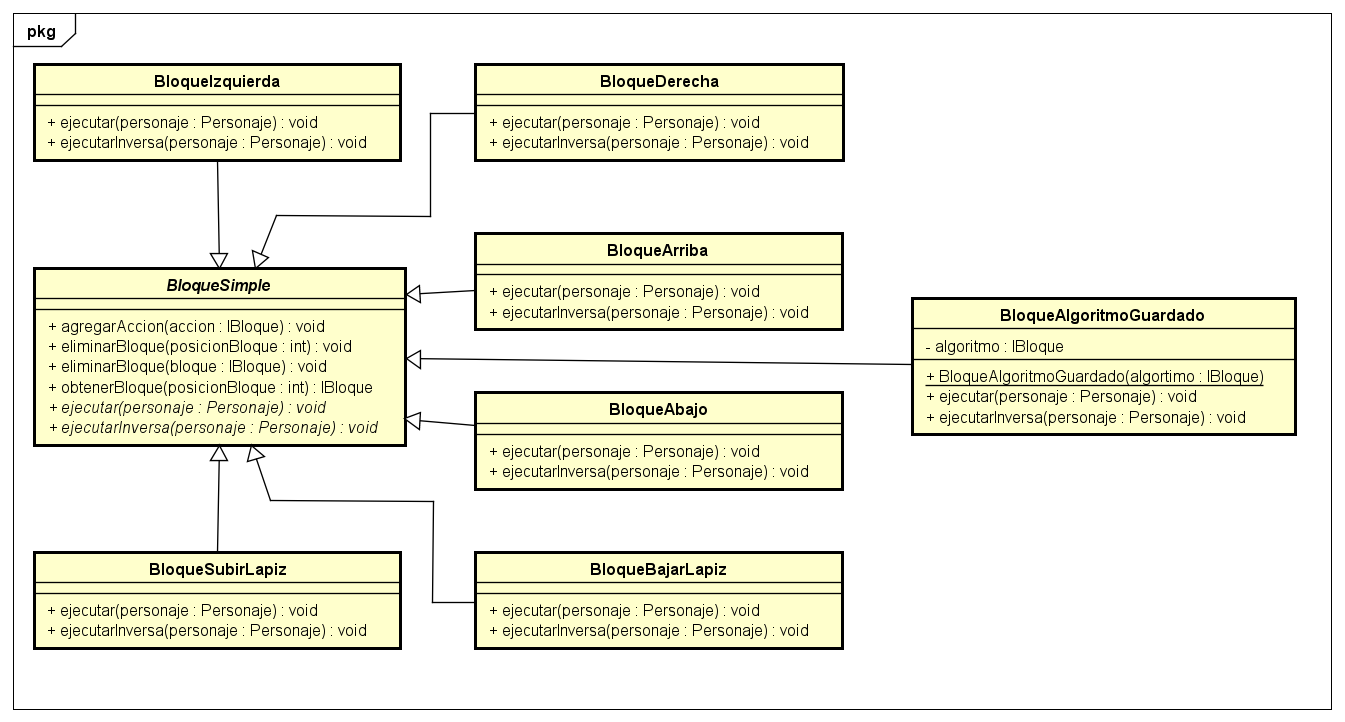 pkg
BloqueIzquierda
+ ejecutar(personaje : Personaje) : void
+ ejecutarInversa(personaje : Personaje) : void
BloqueDerecha
+ ejecutar(personaje : Personaje) : void
+ ejecutarInversa(personaje : Personaje) : void
BloqueSimple
+ agregarAccion(accion : IBloque) : void
+ eliminarBloque(posicionBloque : int) : void
+ eliminarBloque(bloque : IBloque) : void
+ obtenerBloque(posicionBloque : int) : IBloque
+ ejecutar(personaje : Personaje) : void
+ ejecutarInversa(personaje : Personaje) : void
BloqueArriba
+ ejecutar(personaje : Personaje) : void
+ ejecutarInversa(personaje : Personaje) : void
BloqueAlgoritmoGuardado
- algoritmo : IBloque
+ BloqueAlgoritmoGuardado(algortimo : IBloque)
+ ejecutar(personaje : Personaje) : void
+ ejecutarInversa(personaje : Personaje) : void
BloqueAbajo
+ ejecutar(personaje : Personaje) : void
+ ejecutarInversa(personaje : Personaje) : void
BloqueSubirLapiz
+ ejecutar(personaje : Personaje) : void
+ ejecutarInversa(personaje : Personaje) : void
BloqueBajarLapiz
+ ejecutar(personaje : Personaje) : void
+ ejecutarInversa(personaje : Personaje) : void